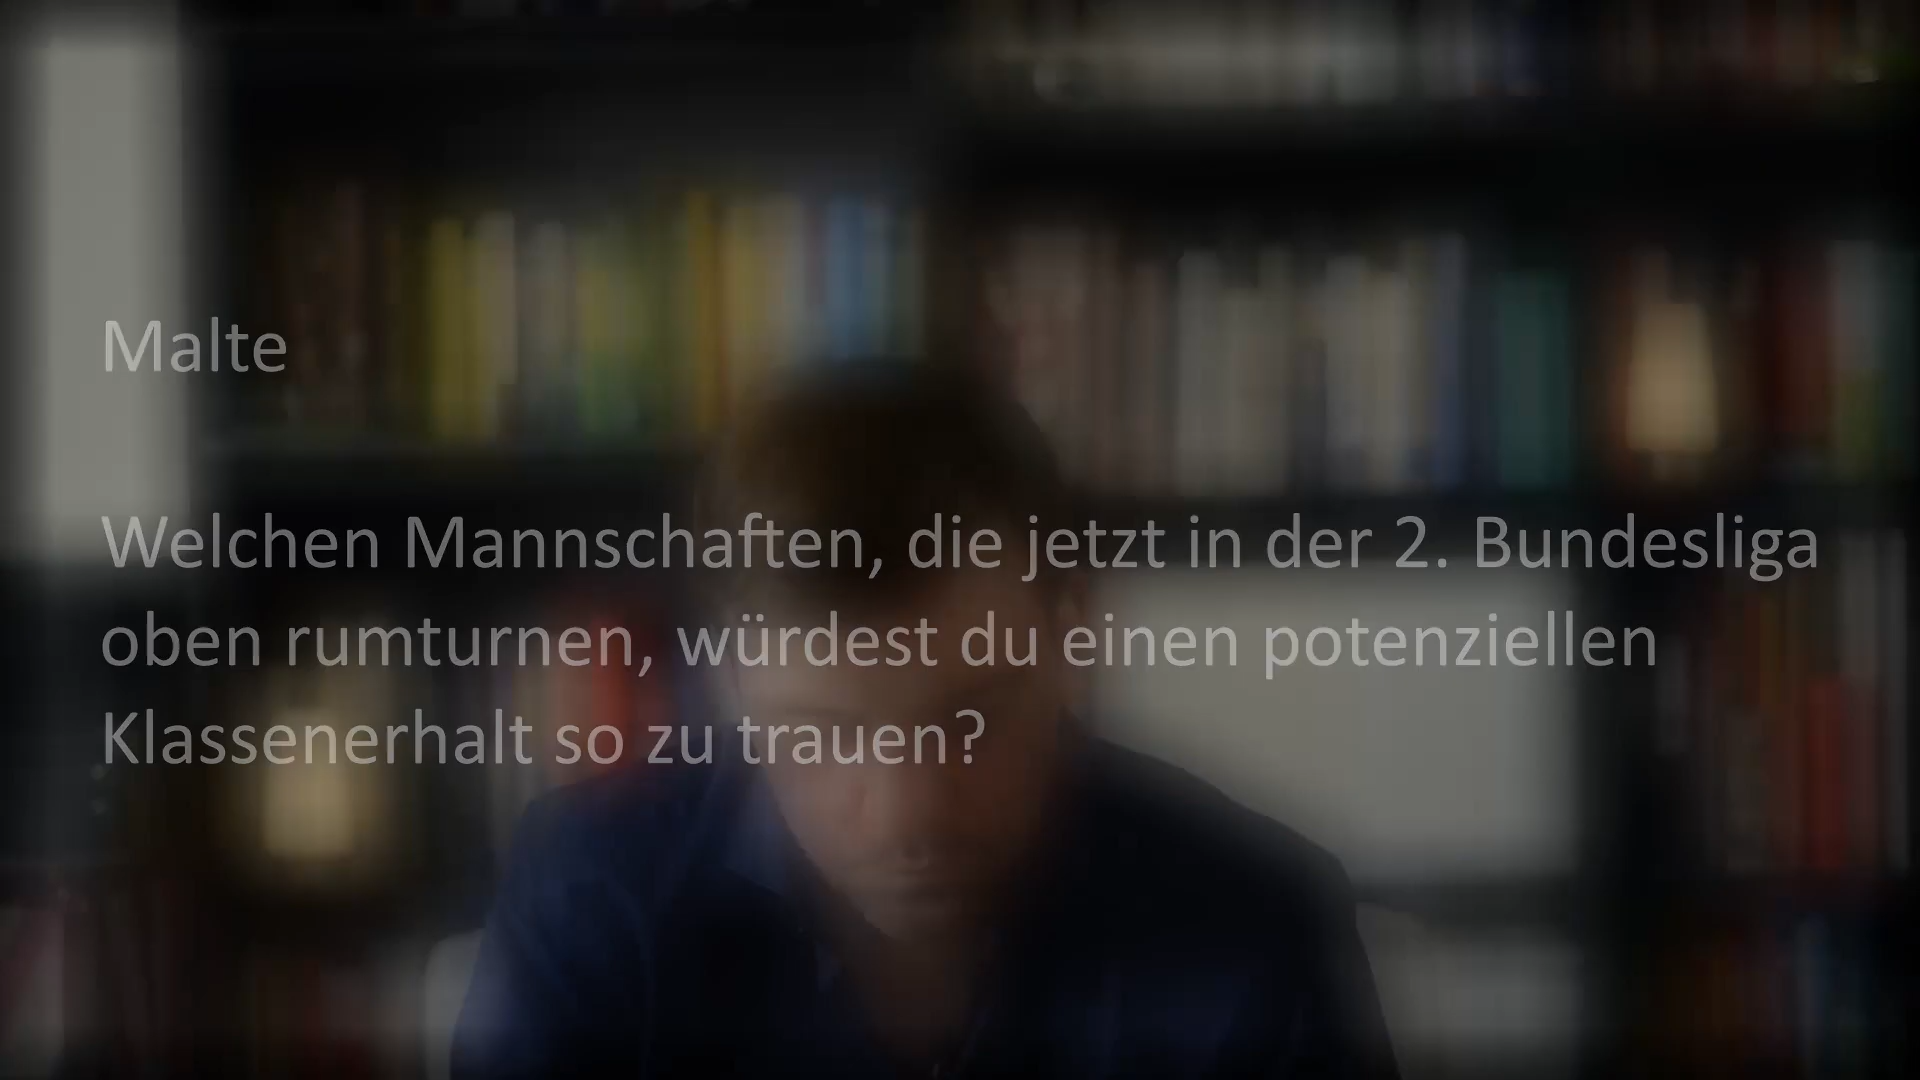 Malte
Welchen Mannschaften, die jetzt in der 2. Bundesliga
oben rumturnen, würdest du einen potenziellen
Klassenerhalt so zu trauen?